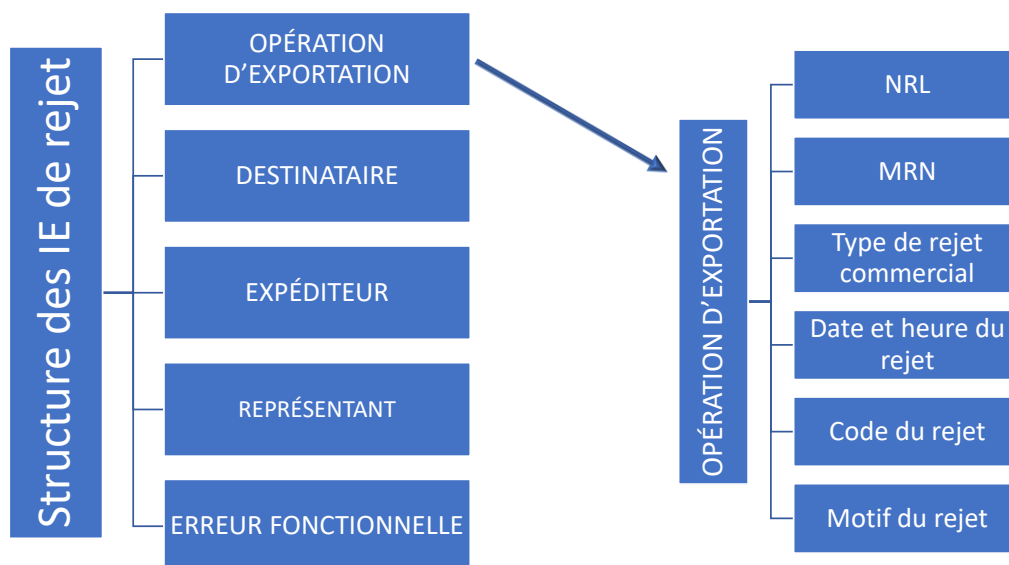 Structure des IE de rejet
OPÉRATION
D’EXPORTATION
DESTINATAIRE
EXPÉDITEUR
REPRÉSENTANT
ERREUR FONCTIONNELLE
OPÉRATION D’EXPORTATION
NRL
MRN
Type de rejet
commercial
Date et heure du
rejet
Code du rejet
Motif du rejet